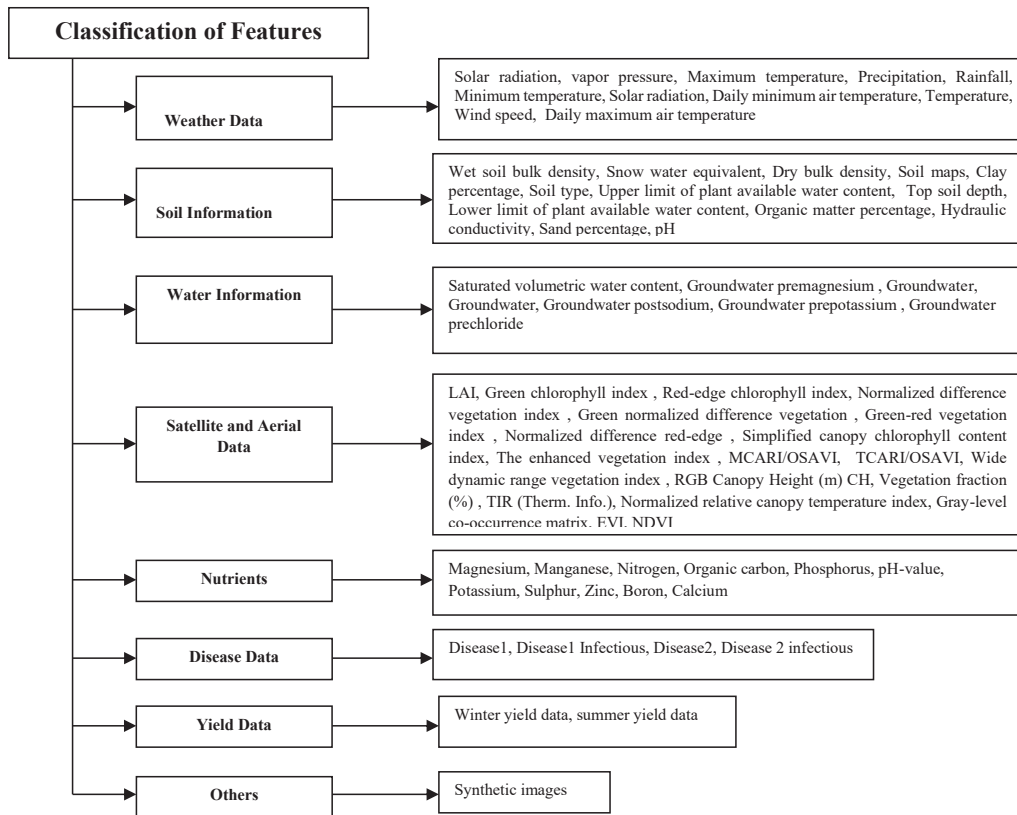 Classification of Features
Weather Data
Solar radiation, vapor pressure, Maximum temperature, Precipitation, Rainfall,
Minimum temperature, Solar radiation, Daily minimum air temperature, Temperature,
Wind speed, Daily maximum air temperature
Soil Information
Wet soil bulk density, Snow water equivalent, Dry bulk density, Soil maps, Clay
percentage, Soil type, Upper limit of plant available water content, Top soil depth,
Lower limit of plant available water content, Organic matter percentage, Hydraulic
conductivity, Sand percentage, pH
Water Information
Saturated volumetric water content, Groundwater premagnesium , Groundwater,
Groundwater, Groundwater postsodium, Groundwater prepotassium , Groundwater
prechloride
Satellite and Aerial
Data
LAI, Green chlorophyll index , Red-edge chlorophyll index, Normalized difference
vegetation index , Green normalized difference vegetation , Green-red vegetation
index , Normalized difference red-edge , Simplified canopy chlorophyll content
index, The enhanced vegetation index , MCARI/OSAVI, TCARI/OSAVI, Wide
dynamic range vegetation index , RGB Canopy Height (m) CH, Vegetation fraction
(%) , TIR (Therm. Info.), Normalized relative canopy temperature index, Gray-level
co-occurrence matrix, EVI, NDVI
Nutrients
Magnesium, Manganese, Nitrogen, Organic carbon, Phosphorus, pH-value,
Potassium, Sulphur, Zinc, Boron, Calcium
Disease Data
Disease1, Disease1 Infectious, Disease2, Disease 2 infectious
Yield Data
Winter yield data, summer yield data
Others
Synthetic images